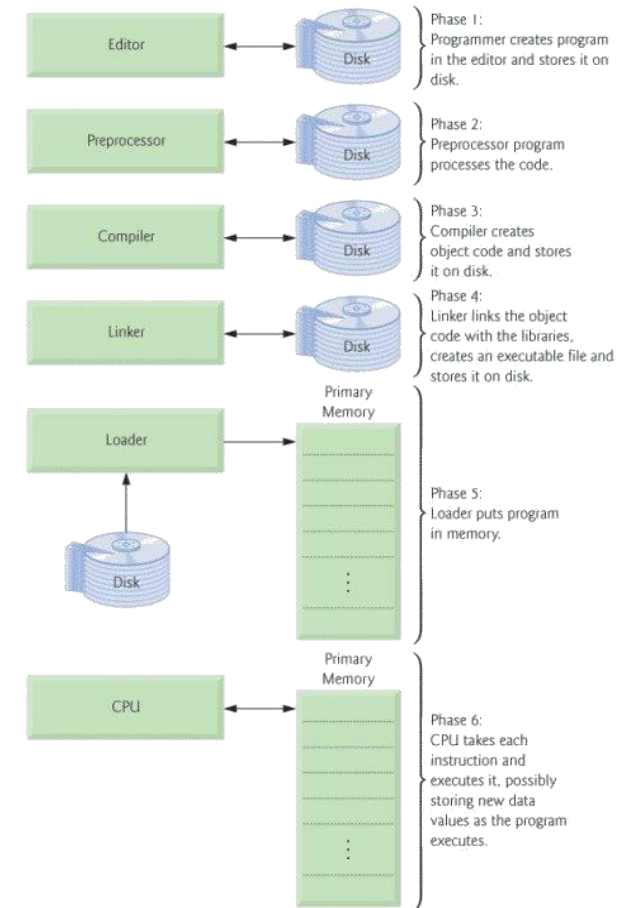 Editor
Disk
Phase 1:
Programmer creates program
in the editor and stores it on
disk.
Preprocessor
Disk
Phase 2:
Preprocessor program
processes the code.
Compiler
Disk
Phase 3:
Compiler creates
object code and stores
it on disk.
Linker
Disk
Phase 4:
Linker links the object
code with the libraries,
creates an executable file and
stores it on disk.
Primary
Memory
Loader
Disk
Phase 5:
Loader puts program
in memory.
Primary
Memory
CPU
Phase 6:
CPU takes each
instruction and
executes it, possibly
storing new data
values as the program
executes.